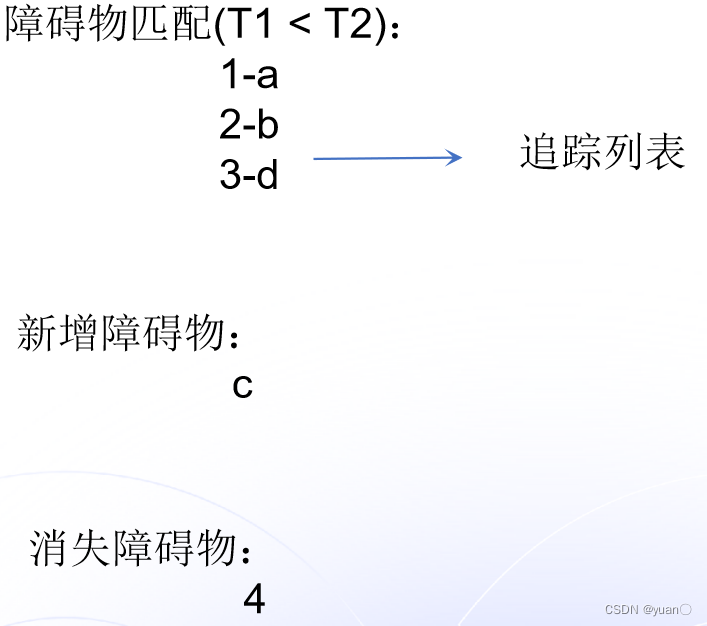 障碍物匹配(T1 < T2):
1-a
2-b
3-d
追踪列表
新增障碍物:
c
消失障碍物:
4
CSDN @yuan〇